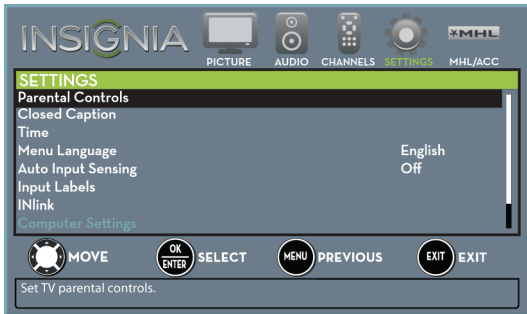 INSIGNIA
PICTURE AUDIO CHANNELS SETTINGS MHL/ACC
MHL
SETTINGS
Parental Controls
Closed Caption
Time
Menu Language English
Auto Input Sensing Off
Input Labels
INlink
Computer Settings
MOVE OK ENTER SELECT MENU PREVIOUS EXIT EXIT
Set TV parental controls.